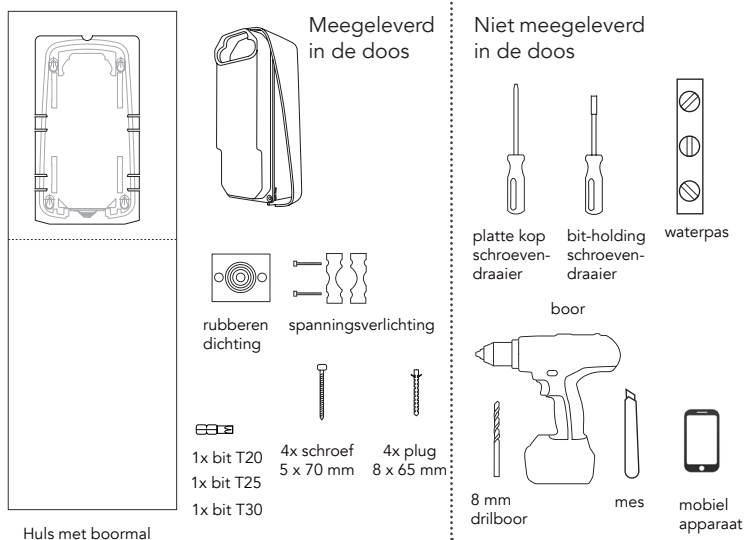 Meegeleverd
in de doos
rubberen
dichting
spanningsverlichting
1x bit T20
1x bit T25
1x bit T30
4x schroef
5 x 70 mm
4x plug
8 x 65 mm
Huls met boormal
Niet meegeleverd
in de doos
platte kop
schroeven-
draaier
bit-holding
schroeven-
draaier
waterpas
boor
8 mm
drilboor
mes
mobiel
apparaat